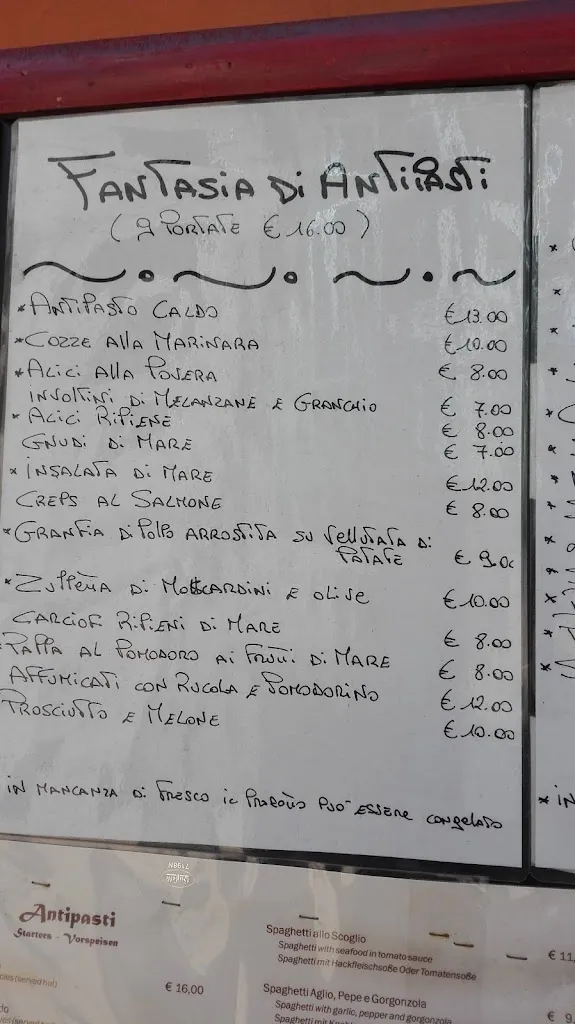 FANTASIA DI ANTIPASTI
( 9 PORTATE € 16.00 )
* ANTIPASTO CALDO € 13.00
* COZZE ALLA MARINARA € 10.00
* ALICI ALLA POVERA € 8.00
INVOLTINI DI MELANZANE E GRANCHIO € 7.00
* ALICI RIPIENE € 8.00
GNUDI DI MARE € 7.00
* INSALATA DI MARE € 12.00
CREPS AL SALMONE € 8.00
* GRANFIA DI POLPO ARROSTITA SU VELLUTATA DI
PATATE € 9.00
* ZUPPETTA DI MOSCARDINI E OLIVE € 10.00
CARCIOFI RIPIENI DI MARE € 8.00
* PAPPA AL POMODORO AI FRUTTI DI MARE € 8.00
AFFUMICATI CON RUCOLA E POMODORINO € 12.00
PROSCIUTTO E MELONE € 10.00
IN MANCANZA DI FRESCO IL PRODOTTO PUO' ESSERE CONGELATO
* IN
Antipasti
Starters - Vorspeisen
€ 16,00
Spaghetti allo Scoglio
Spaghetti with seafood in tomato sauce € 11,
Spaghetti mit Hackfleischsoße Oder Tomatensoße
Spaghetti Aglio, Pepe e Gorgonzola
Spaghetti with garlic, pepper and gorgonzola € 9,